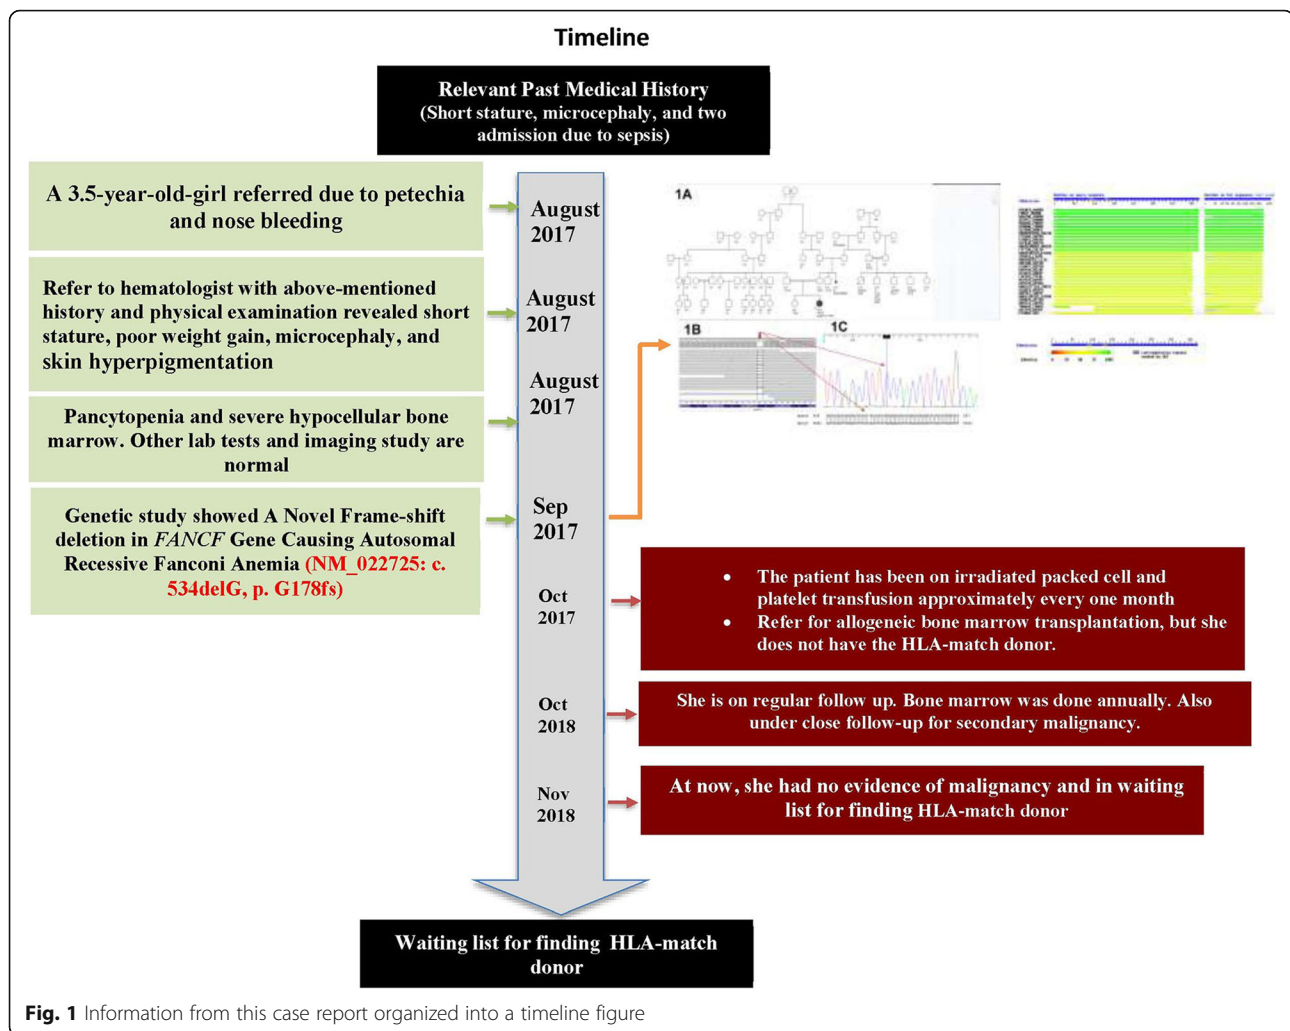 Timeline
Relevant Past Medical History
(Short stature, microcephaly, and two
admission due to sepsis)
A 3.5-year-old-girl referred due to petechia
and nose bleeding
August
2017
Refer to hematologist with above-mentioned
history and physical examination revealed short
stature, poor weight gain, microcephaly, and
skin hyperpigmentation
August
2017
Pancytopenia and severe hypocellular bone
marrow. Other lab tests and imaging study are
normal
August
2017
Genetic study showed A Novel Frame-shift
deletion in FANCF Gene Causing Autosomal
Recessive Fanconi Anemia (NM_022725: c.
534delG, p. G178fs)
Sep
2017
1A
1B
1C
Oct
2017
• The patient has been on irradiated packed cell and
platelet transfusion approximately every one month
• Refer for allogeneic bone marrow transplantation, but she
does not have the HLA-match donor.
Oct
2018
She is on regular follow up. Bone marrow was done annually. Also
under close follow-up for secondary malignancy.
Nov
2018
At now, she had no evidence of malignancy and in waiting
list for finding HLA-match donor
Waiting list for finding HLA-match
donor
Fig. 1 Information from this case report organized into a timeline figure